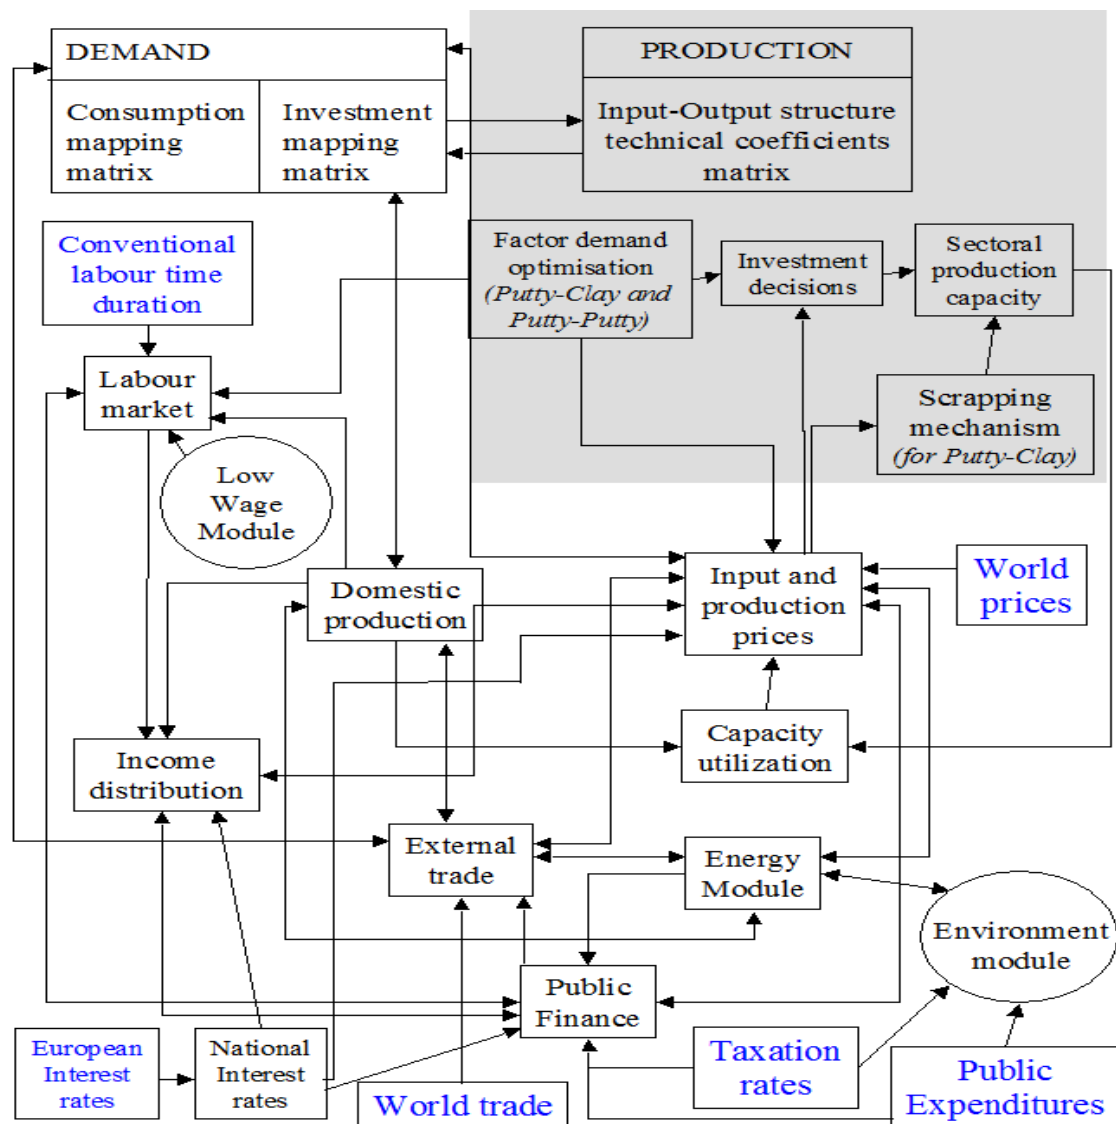 DEMAND
Consumption
mapping
matrix
Investment
mapping
matrix
PRODUCTION
Input-Output structure
technical coefficients
matrix
Conventional
labour time
duration
Factor demand
optimisation
(Putty-Clay and
Putty-Putty)
Investment
decisions
Sectoral
production
capacity
Labour
market
Scrapping
mechanism
(for Putty-Clay)
Low
Wage
Module
Domestic
production
Input and
production
prices
World
prices
Income
distribution
Capacity
utilization
External
trade
Energy
Module
Environment
module
Public
Finance
European
Interest
rates
National
Interest
rates
World trade
Taxation
rates
Public
Expenditures